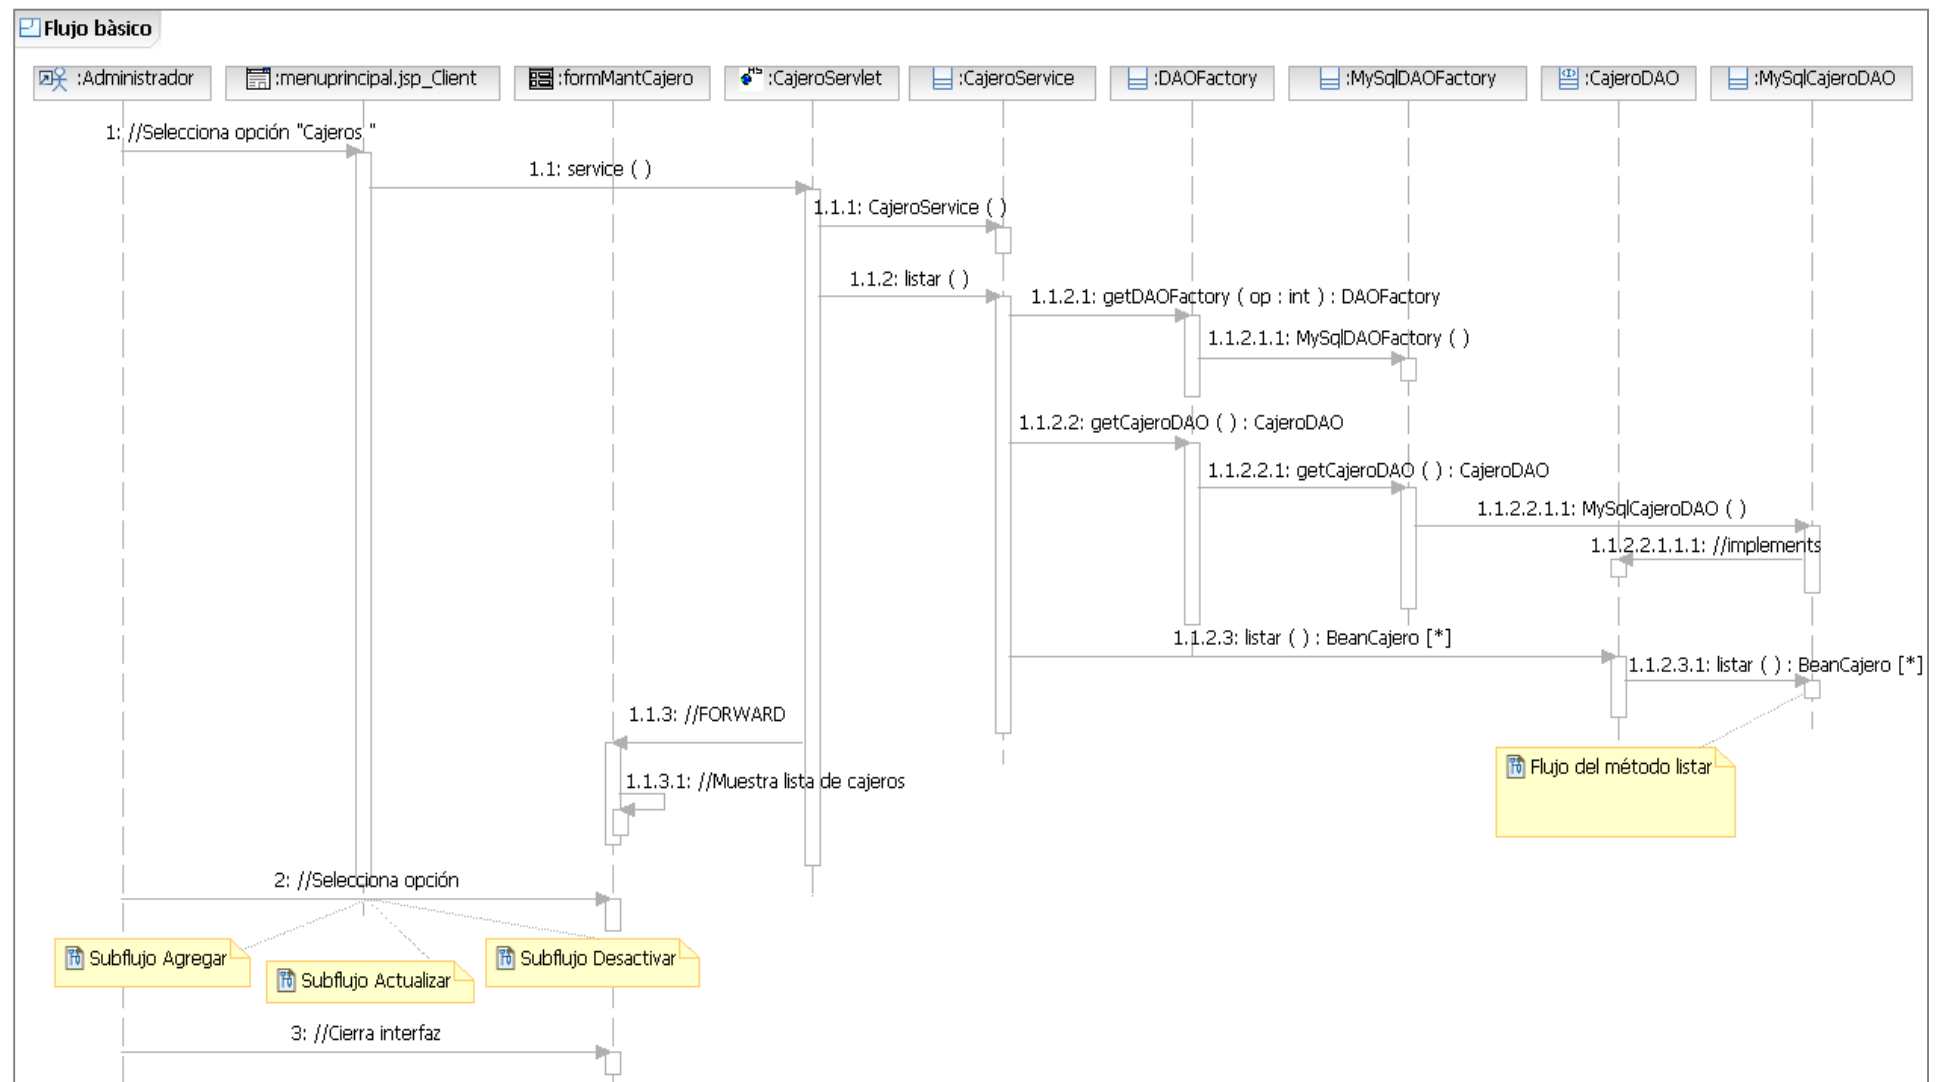 Flujo bàsico
:Administrador
:menuprincipal.jsp_Client
:formMantCajero
:CajeroServlet
:CajeroService
:DAOFactory
:MySqlDAOFactory
:CajeroDAO
:MySqlCajeroDAO
1: //Selecciona opción "Cajeros "
1.1: service ( )
1.1.1: CajeroService ( )
1.1.2: listar ( )
1.1.2.1: getDAOFactory ( op : int ) : DAOFactory
1.1.2.1.1: MySqlDAOFactory ( )
1.1.2.2: getCajeroDAO ( ) : CajeroDAO
1.1.2.2.1: getCajeroDAO ( ) : CajeroDAO
1.1.2.2.1.1: MySqlCajeroDAO ( )
1.1.2.2.1.1.1: //implements
1.1.2.3: listar ( ) : BeanCajero [*]
1.1.2.3.1: listar ( ) : BeanCajero [*]
1.1.3: //FORWARD
Flujo del método listar
1.1.3.1: //Muestra lista de cajeros
2: //Selecciona opción
Subflujo Agregar
Subflujo Actualizar
Subflujo Desactivar
3: //Cierra interfaz